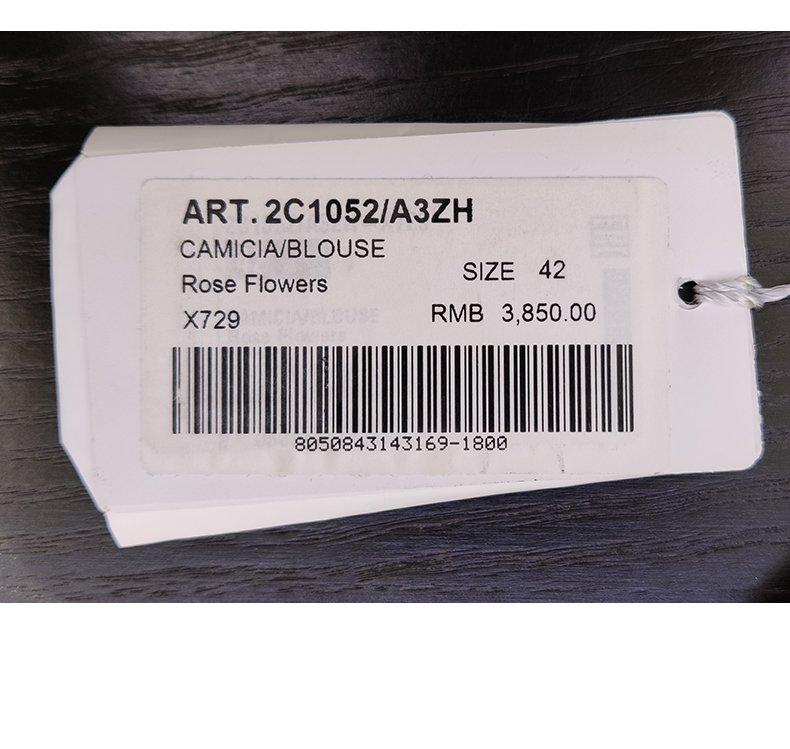 ART. 2C1052/A3ZH
CAMICIA/BLOUSE
Rose Flowers
SIZE 42
X729
RMB 3,850.00
8050843143169-1800